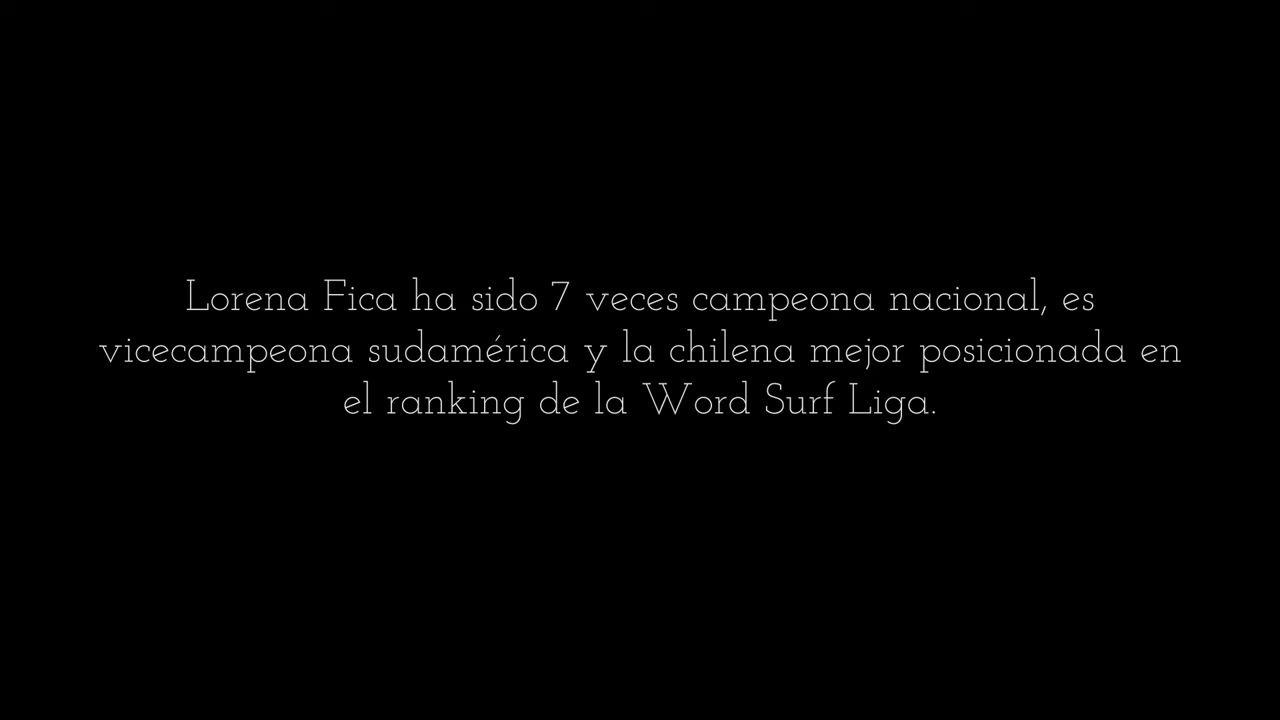 Lorena Fica ha sido 7 veces campeona nacional, es
vicecampeona sudamérica y la chilena mejor posicionada en
el ranking de la Word Surf Liga.